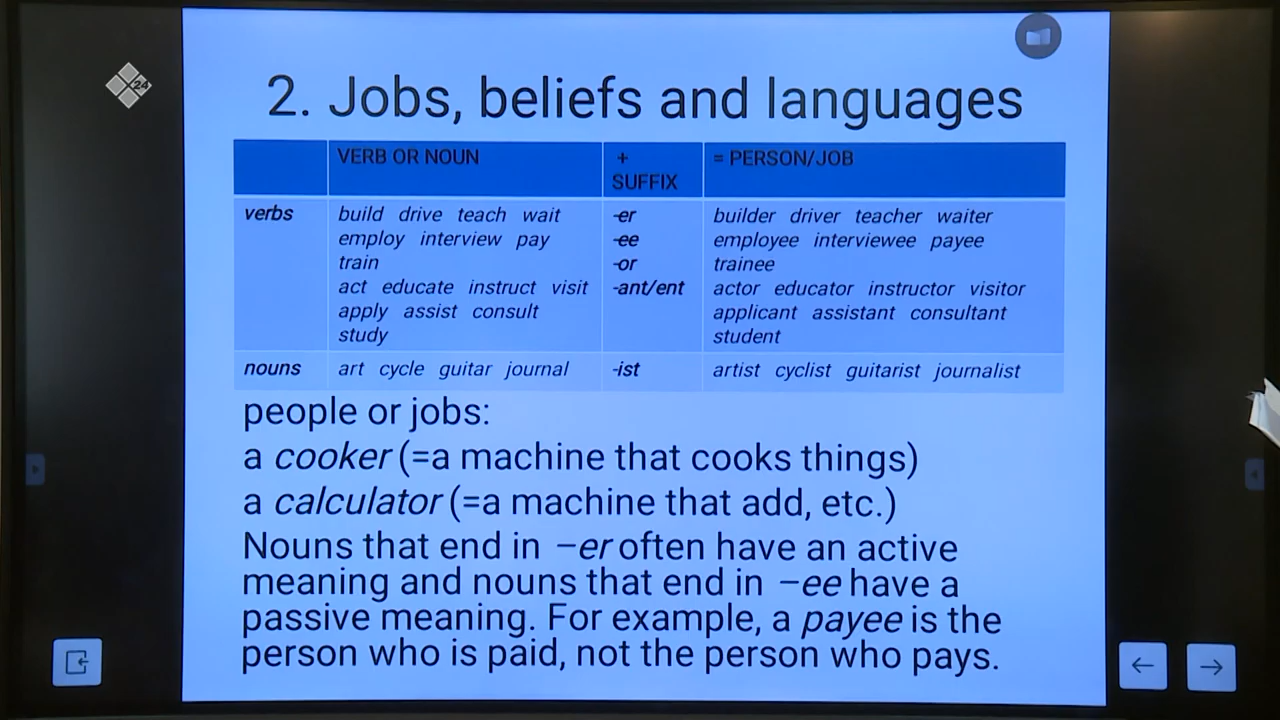 X24
2. Jobs, beliefs and languages
VERB OR NOUN
+
SUFFIX
= PERSON/JOB
verbs
build drive teach wait
employ interview pay
train
act educate instruct visit
apply assist consult
study
-er
-ee
-or
-ant/ent
builder driver teacher waiter
employee interviewee payee
trainee
actor educator instructor visitor
applicant assistant consultant
student
nouns
art cycle guitar journal
-ist
artist cyclist guitarist journalist
people or jobs:
a cooker (=a machine that cooks things)
a calculator (=a machine that add, etc.)
Nouns that end in –er often have an active
meaning and nouns that end in –ee have a
passive meaning. For example, a payee is the
person who is paid, not the person who pays.